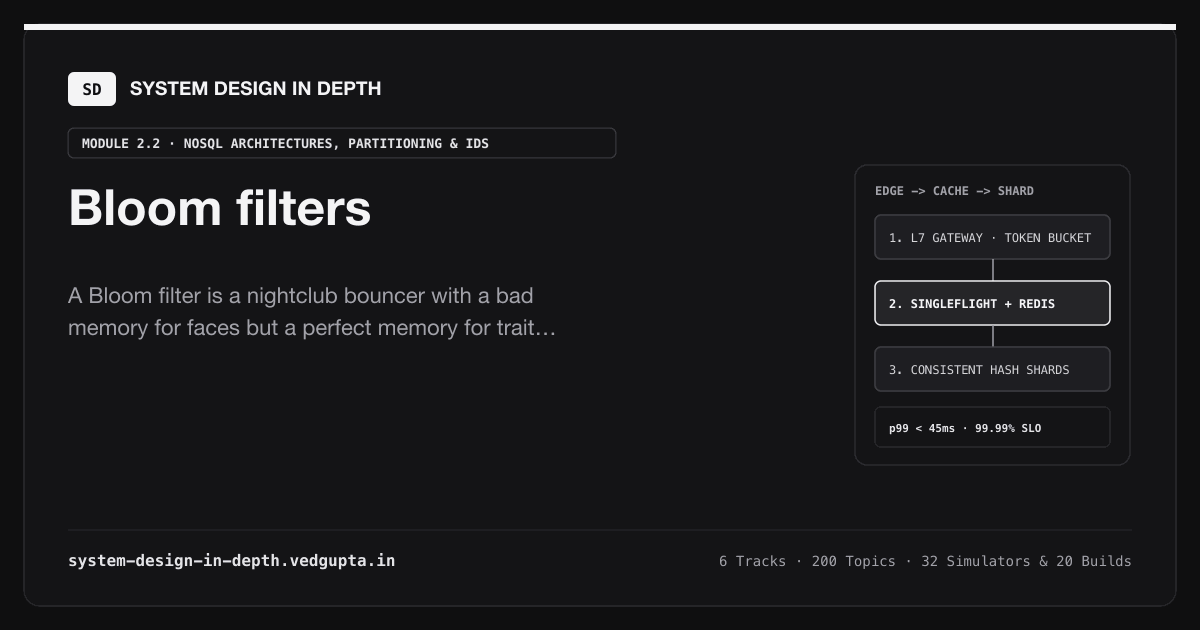 SD SYSTEM DESIGN IN DEPTH
MODULE 2.2 · NOSQL ARCHITECTURES, PARTITIONING & IDS
Bloom filters
A Bloom filter is a nightclub bouncer with a bad
memory for faces but a perfect memory for trait…
EDGE -> CACHE -> SHARD
1. L7 GATEWAY · TOKEN BUCKET
2. SINGLEFLIGHT + REDIS
3. CONSISTENT HASH SHARDS
p99 < 45ms · 99.99% SLO
system-design-in-depth.vedgupta.in
6 Tracks · 200 Topics · 32 Simulators & 20 Builds